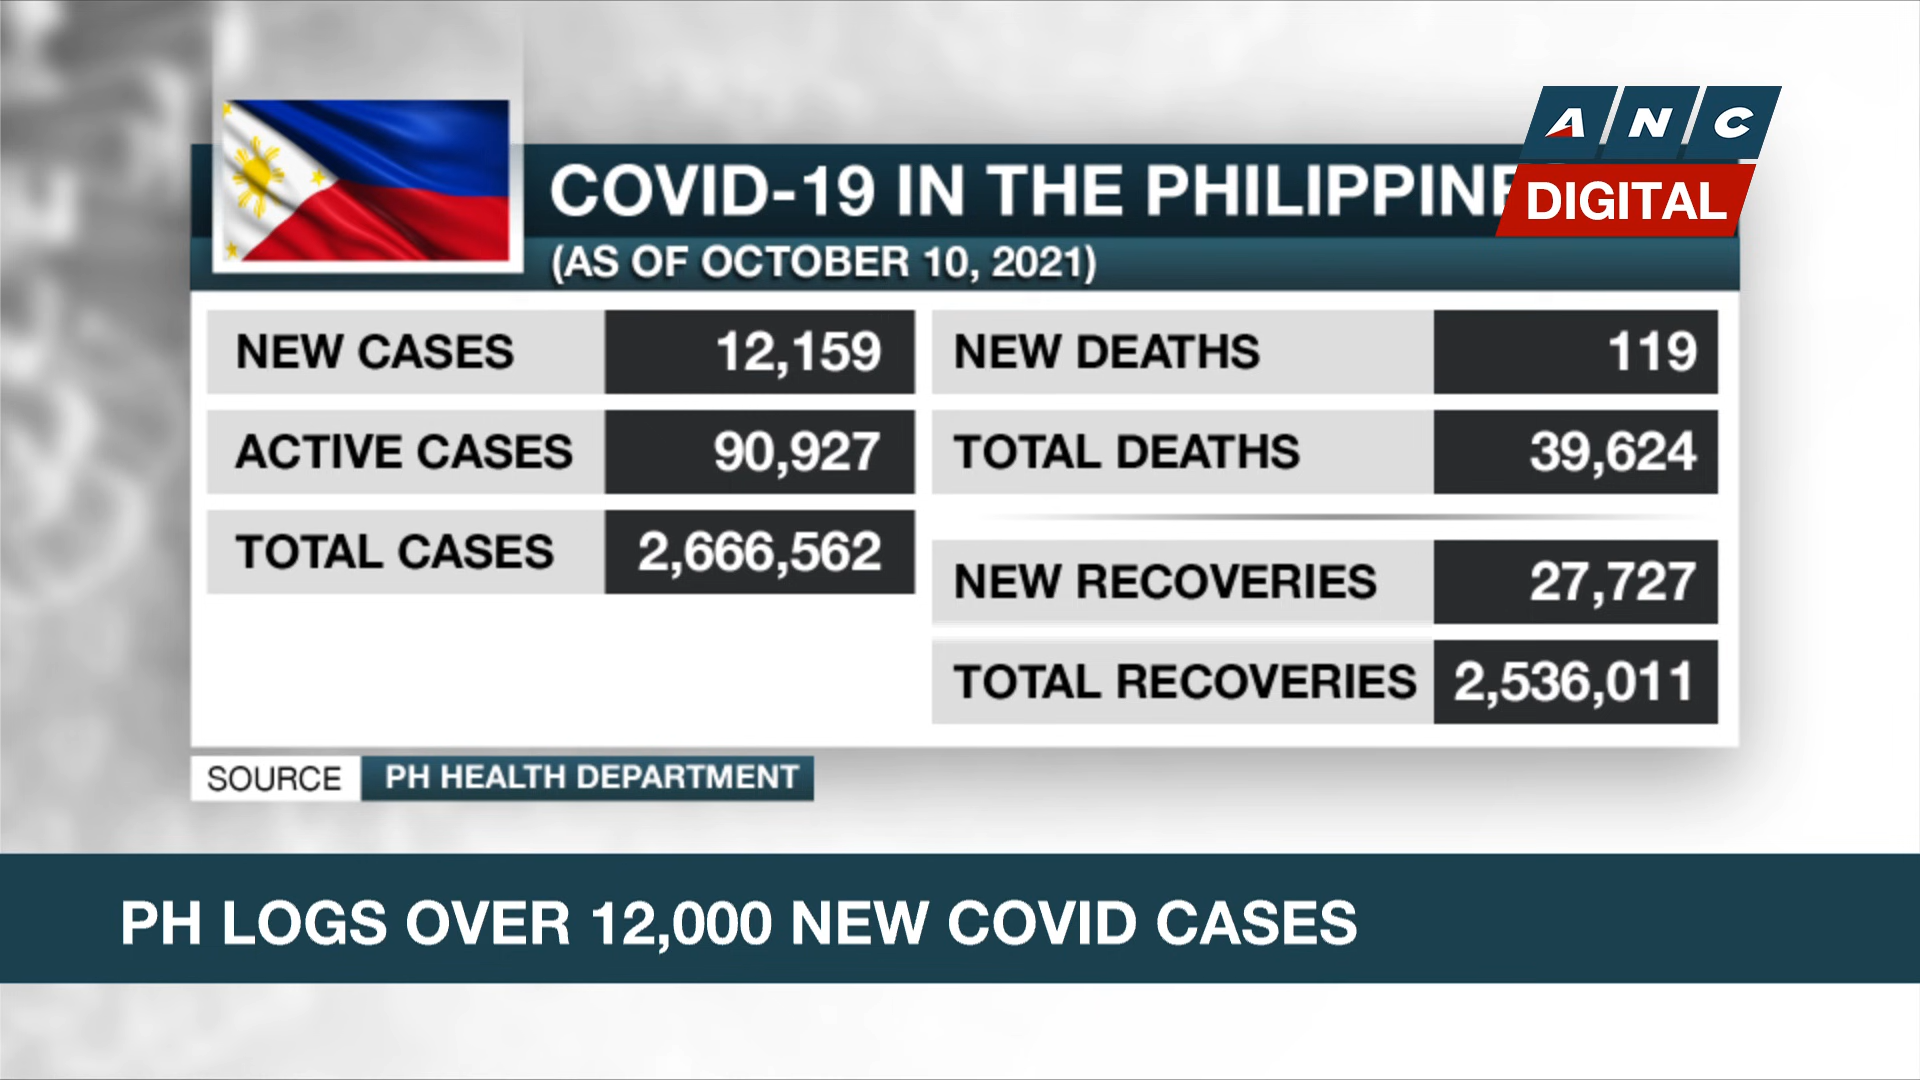 ANC
DIGITAL
COVID-19 IN THE PHILIPPINE
(AS OF OCTOBER 10, 2021)
NEW CASES 12,159
ACTIVE CASES 90,927
TOTAL CASES 2,666,562
NEW DEATHS 119
TOTAL DEATHS 39,624
NEW RECOVERIES 27,727
TOTAL RECOVERIES 2,536,011
SOURCE PH HEALTH DEPARTMENT
PH LOGS OVER 12,000 NEW COVID CASES